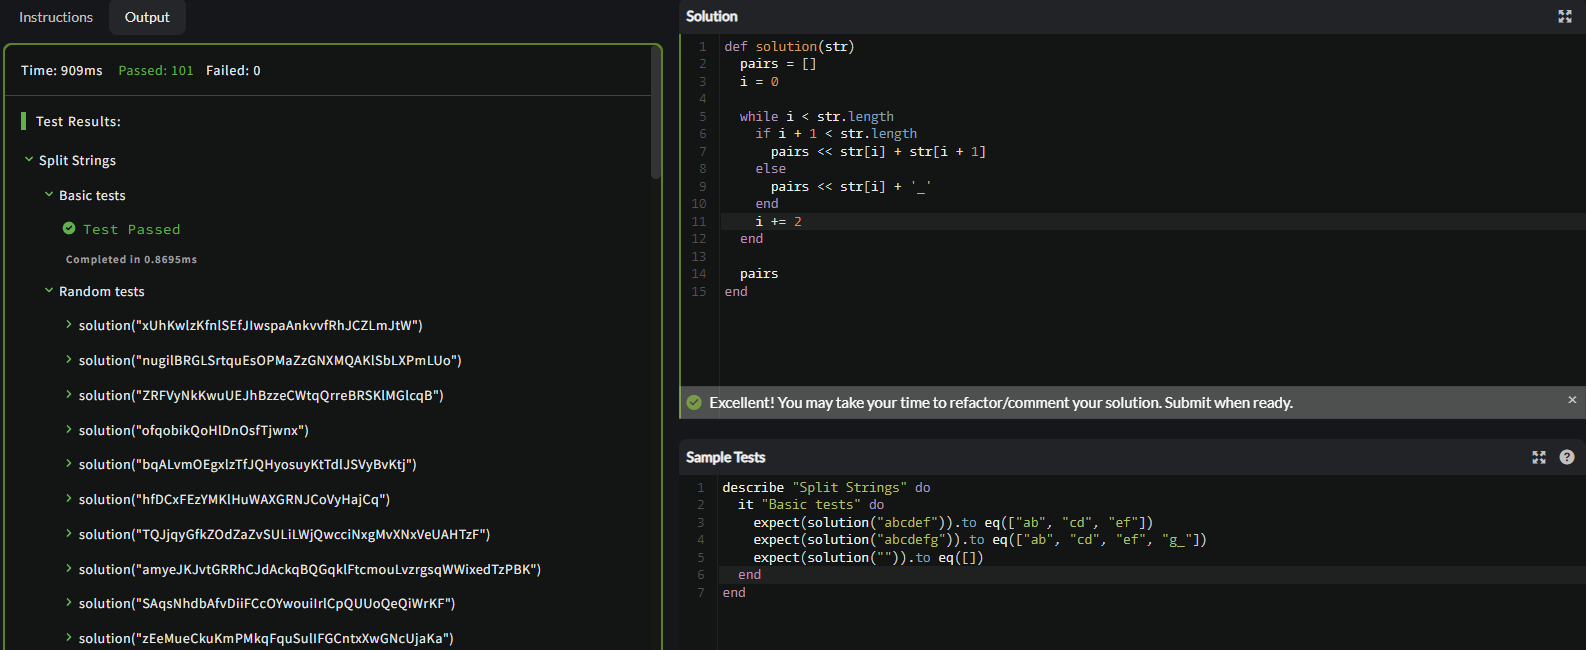 Instructions
Output
Time: 909ms Passed: 101 Failed: 0
Test Results:
Split Strings
Basic tests
Test Passed
Completed in 0.8695ms
Random tests
solution("xUhKwlzKfnlSEfJIwspaAnkvvfRhJCZLmJtW")
solution("nugilBRGLSrtquEsOPMaZzGNXMQAKlSbLXPmLUo")
solution("ZRFVyNkKwuUEJhBzzeCWtqQrreBRSKlMGlcqB")
solution("ofqobikQoHlDnOsfTjwnx")
solution("bqALvmOEgxlzTfJQHyosuyKtTdlJSVyBvKtj")
solution("hfDCxFEzYMKlHuWAXGRNJCoVyHajCq")
solution("TQJjqyGfkZOdZaZvSULiLWjQwcciNxgMvXNxVeUAHTzF")
solution("amyeJKJvtGRRhCJdAckqBQGqklFtcmouLvzrgsqWWixedTzPBK")
solution("SAqsNhdbAfvDiiFCcOYwouiIrlCpQUUoQeQiWrKF")
solution("zEeMueCkuKmPMkqFquSulIFGCntxXwGNcUjaKa")
Solution
1 def solution(str)
2 pairs = []
3 i = 0
4
5 while i < str.length
6 if i + 1 < str.length
7 pairs << str[i] + str[i + 1]
8 else
9 pairs << str[i] + '_'
10 end
11 i += 2
12 end
13
14 pairs
15 end
Excellent! You may take your time to refactor/comment your solution. Submit when ready.
Sample Tests
1 describe "Split Strings" do
2 it "Basic tests" do
3 expect(solution("abcdef")).to eq(["ab", "cd", "ef"])
4 expect(solution("abcdefg")).to eq(["ab", "cd", "ef", "g_"])
5 expect(solution("")).to eq([])
6 end
7 end